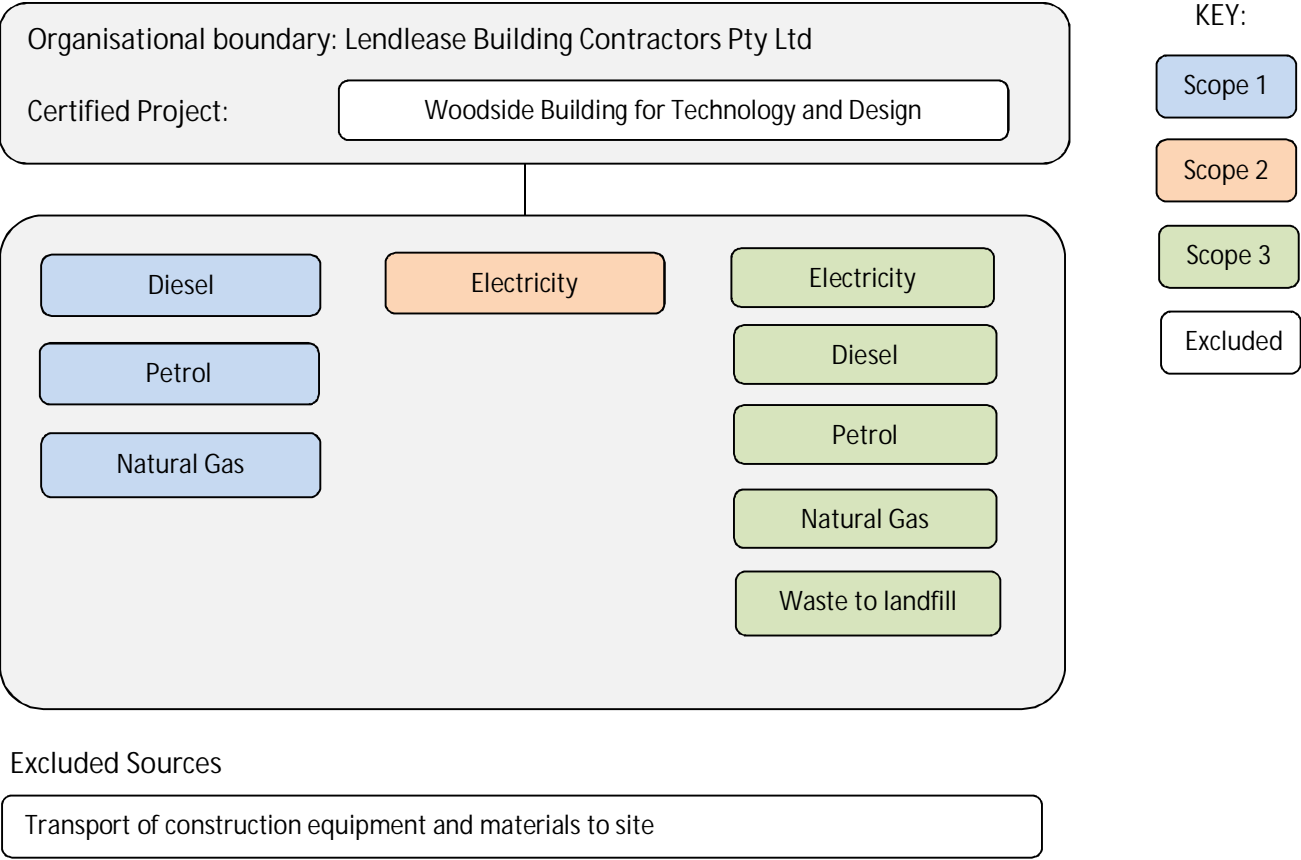 Organisational boundary: Lendlease Building Contractors Pty Ltd
Certified Project:
Woodside Building for Technology and Design
KEY:
Scope 1
Scope 2
Scope 3
Excluded
Diesel
Petrol
Natural Gas
Electricity
Electricity
Diesel
Petrol
Natural Gas
Waste to landfill
Excluded Sources
Transport of construction equipment and materials to site